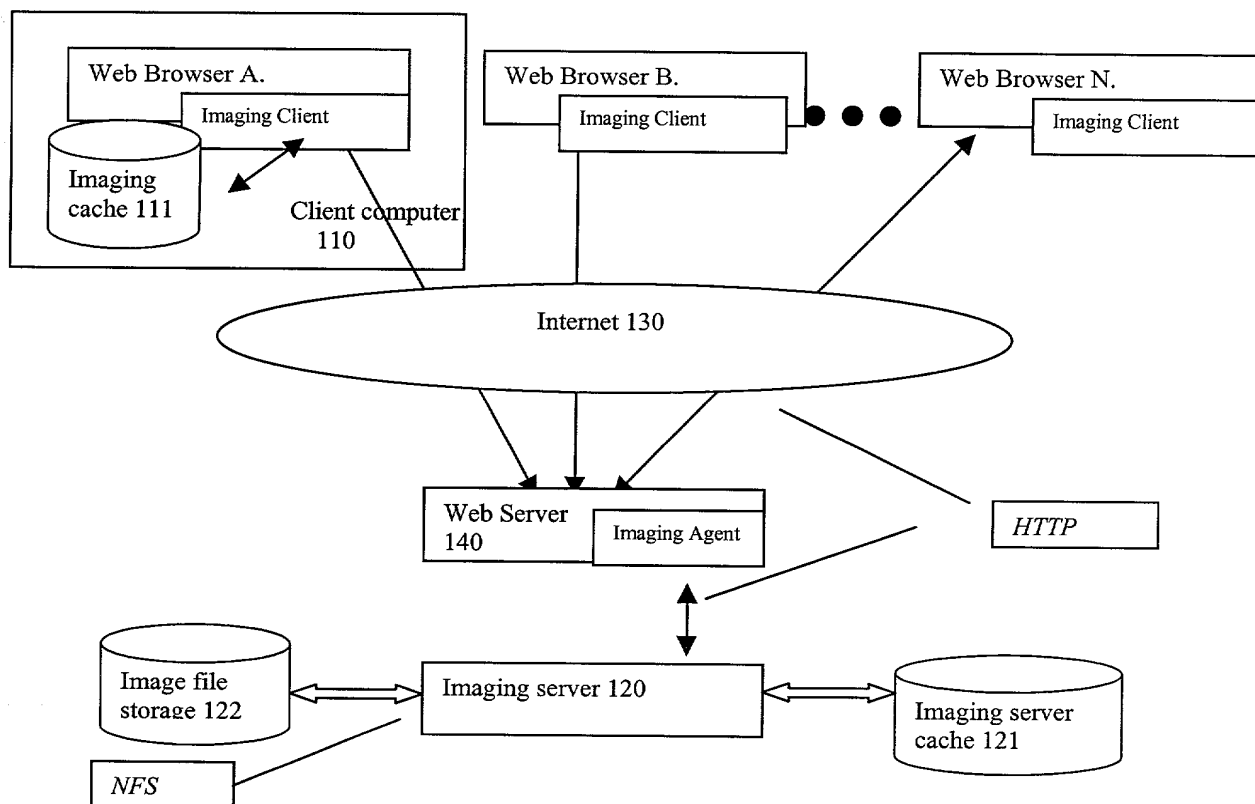 Web Browser A.
Imaging Client
Web Browser B.
Imaging Client
Web Browser N.
Imaging Client
Imaging
cache 111
Client computer
110
Internet 130
Web Server
140
Imaging Agent
HTTP
Image file
storage 122
Imaging server 120
Imaging server
cache 121
NFS